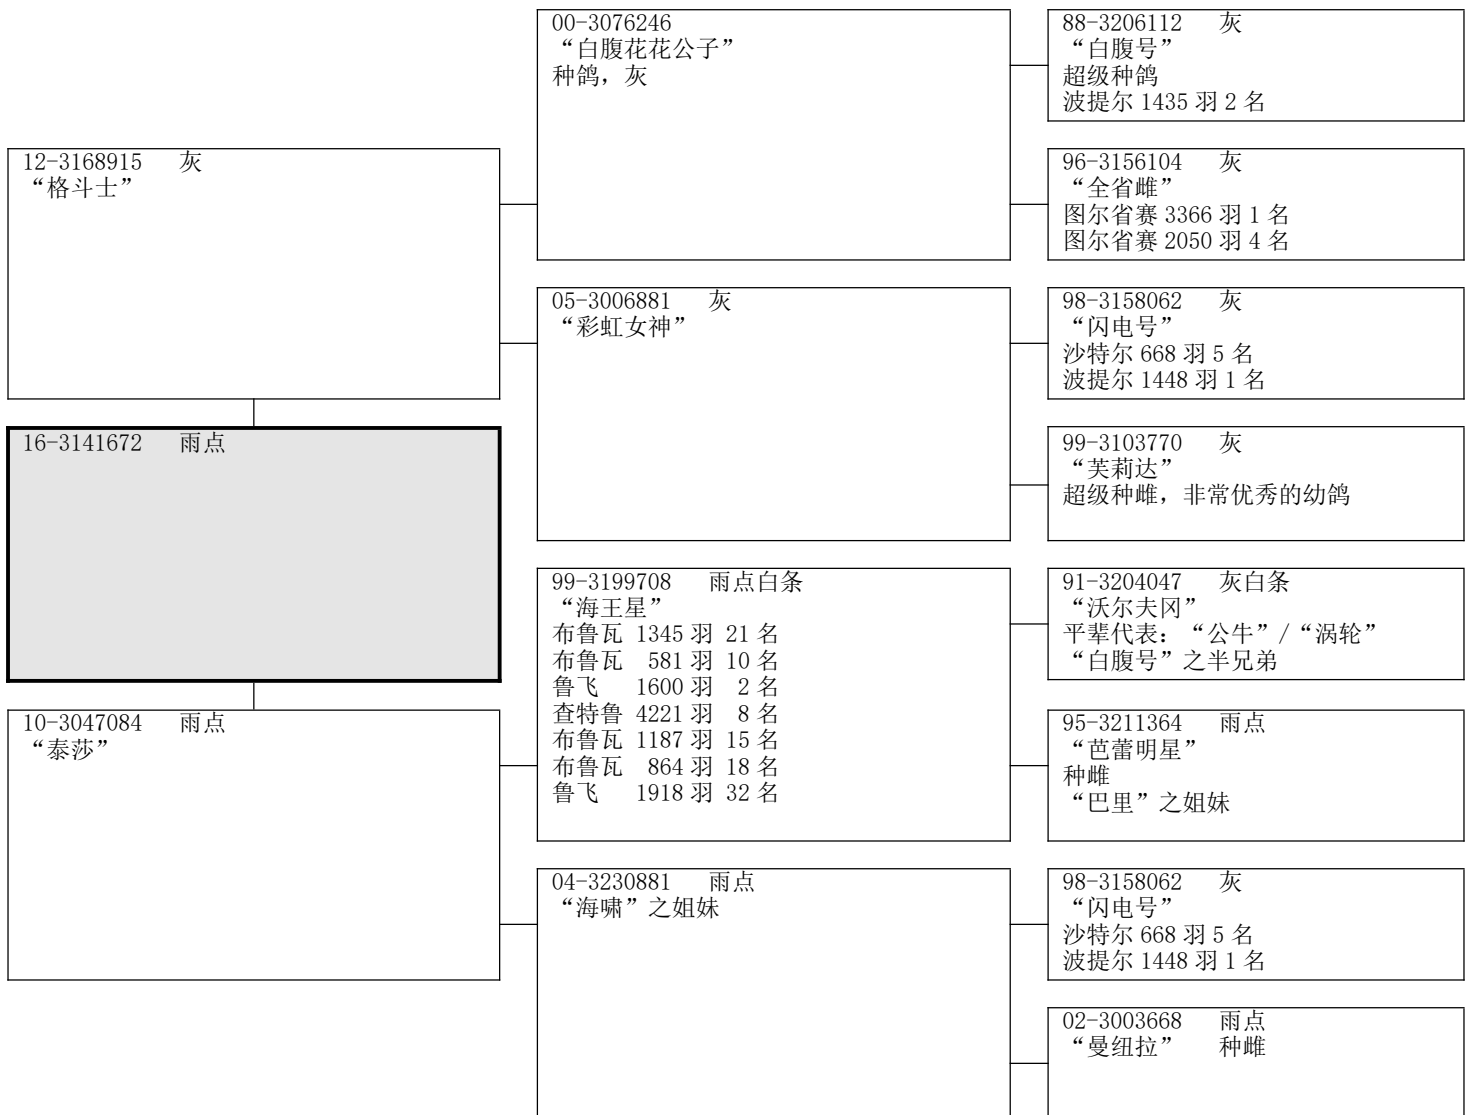 12-3168915 灰
“格斗士”
16-3141672 雨点
10-3047084 雨点
“泰莎”
00-3076246
“白腹花花公子”
种鸽，灰
05-3006881 灰
“彩虹女神”
99-3199708 雨点白条
“海王星”
布鲁瓦 1345 羽 21 名
布鲁瓦 581 羽 10 名
鲁飞 1600 羽 2 名
查特鲁 4221 羽 8 名
布鲁瓦 1187 羽 15 名
布鲁瓦 864 羽 18 名
鲁飞 1918 羽 32 名
04-3230881 雨点
“海啸”之姐妹
88-3206112 灰
“白腹号”
超级种鸽
波提尔 1435 羽 2 名
96-3156104 灰
“全省雌”
图尔省赛 3366 羽 1 名
图尔省赛 2050 羽 4 名
98-3158062 灰
“闪电号”
沙特尔 668 羽 5 名
波提尔 1448 羽 1 名
99-3103770 灰
“芙莉达”
超级种雌，非常优秀的幼鸽
91-3204047 灰白条
“沃尔夫冈”
平辈代表：“公牛”/“涡轮”
“白腹号”之半兄弟
95-3211364 雨点
“芭蕾明星”
种雌
“巴里”之姐妹
98-3158062 灰
“闪电号”
沙特尔 668 羽 5 名
波提尔 1448 羽 1 名
02-3003668 雨点
“曼纽拉” 种雌